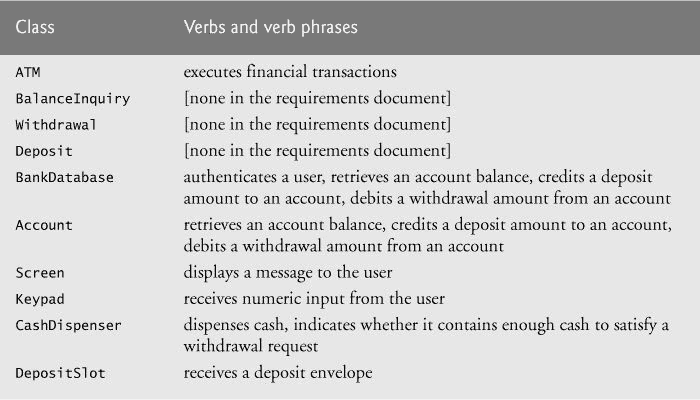 Class Verbs and verb phrases
ATM executes financial transactions
BalanceInquiry [none in the requirements document]
Withdrawal [none in the requirements document]
Deposit [none in the requirements document]
BankDatabase authenticates a user, retrieves an account balance, credits a deposit
amount to an account, debits a withdrawal amount from an account
Account retrieves an account balance, credits a deposit amount to an account,
debits a withdrawal amount from an account
Screen displays a message to the user
Keypad receives numeric input from the user
CashDispenser dispenses cash, indicates whether it contains enough cash to satisfy a
withdrawal request
DepositSlot receives a deposit envelope